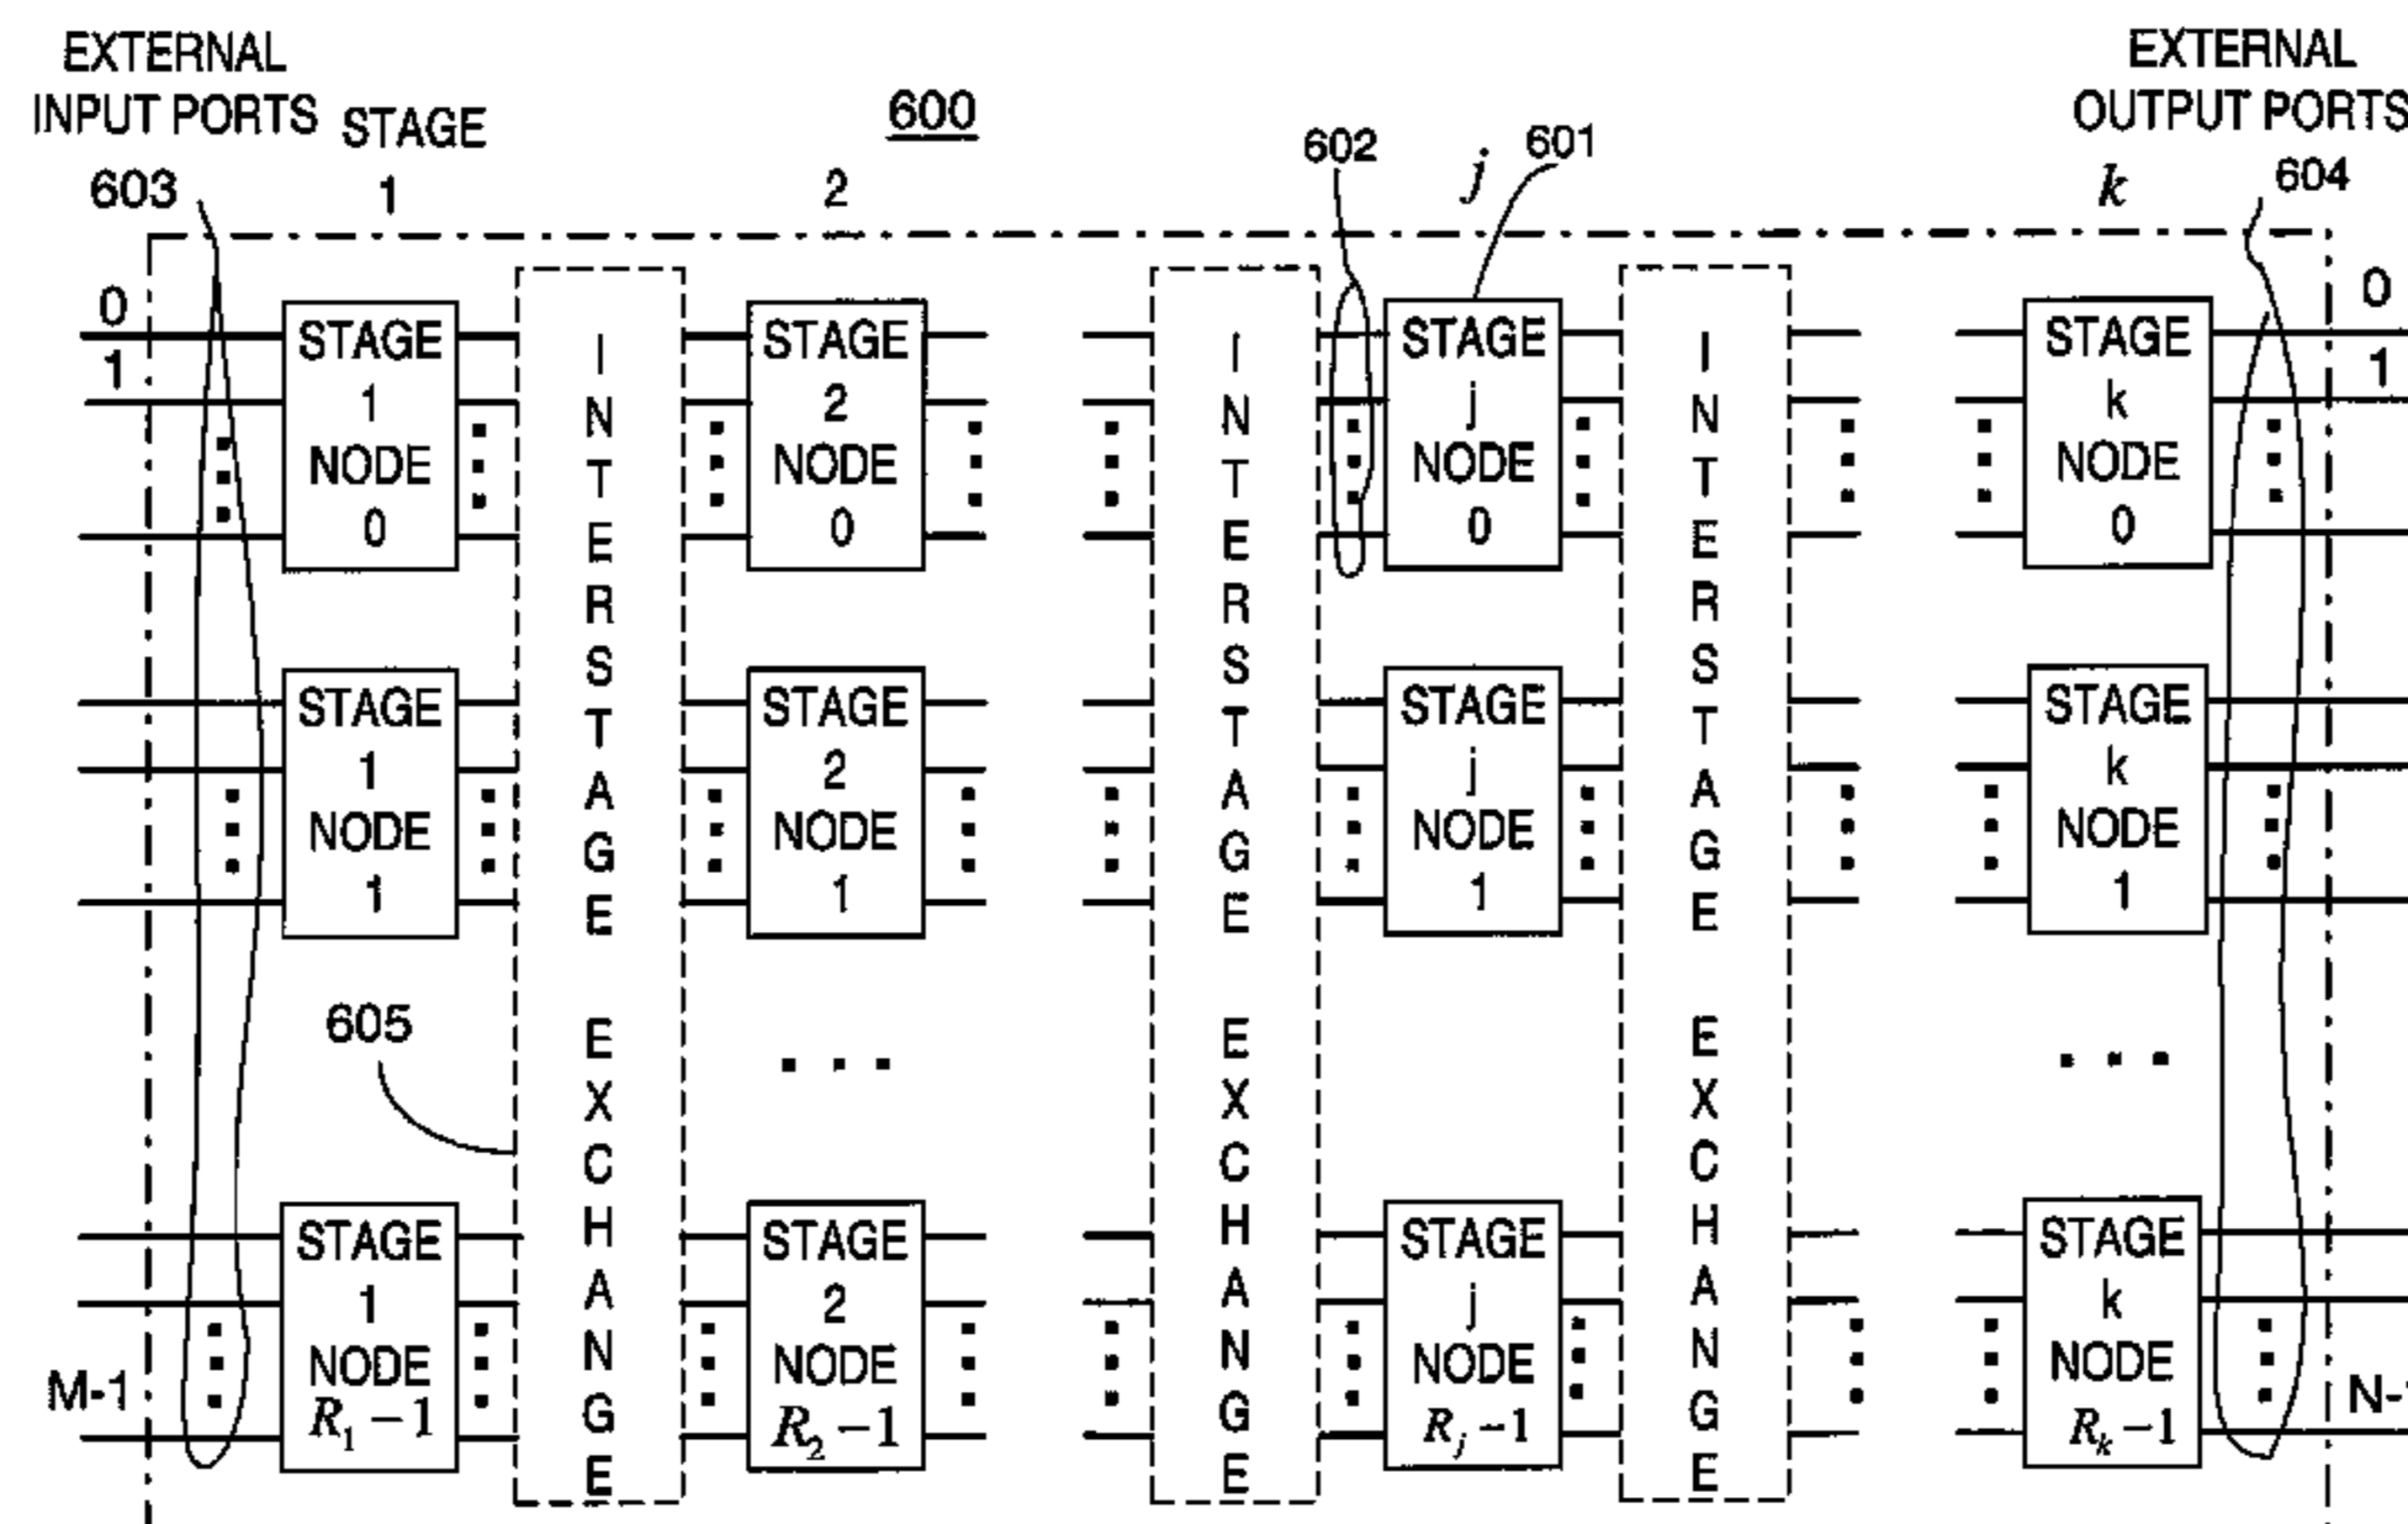 EXTERNAL
INPUT PORTS
STAGE
600
EXTERNAL
OUTPUT PORTS
603
1
2
602
j
601
k
604
0
1
STAGE
1
NODE
0
INTERSTAGE EXCHANGE
STAGE
2
NODE
0
INTERSTAGE EXCHANGE
STAGE
j
NODE
0
INTERSTAGE EXCHANGE
STAGE
k
NODE
0
0
1
STAGE
1
NODE
1
STAGE
2
NODE
1
STAGE
j
NODE
1
STAGE
k
NODE
1
605
M-1
STAGE
1
NODE
R₁ −1
STAGE
2
NODE
R₂ −1
STAGE
j
NODE
Rⱼ −1
STAGE
k
NODE
Rₖ −1